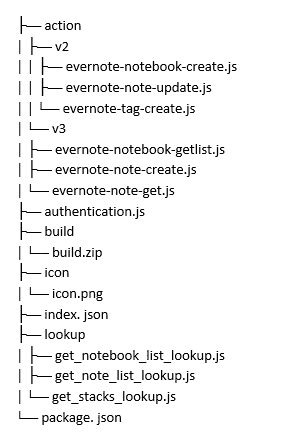 ├── action
│ ├── v2
│ │ ├── evernote-notebook-create.js
│ │ ├── evernote-note-update.js
│ │ └── evernote-tag-create.js
│ └── v3
│ ├── evernote-notebook-getlist.js
│ ├── evernote-note-create.js
│ └── evernote-note-get.js
├── authentication.js
├── build
│ └── build.zip
├── icon
│ └── icon.png
├── index. json
├── lookup
│ ├── get_notebook_list_lookup.js
│ ├── get_note_list_lookup.js
│ └── get_stacks_lookup.js
└── package. json